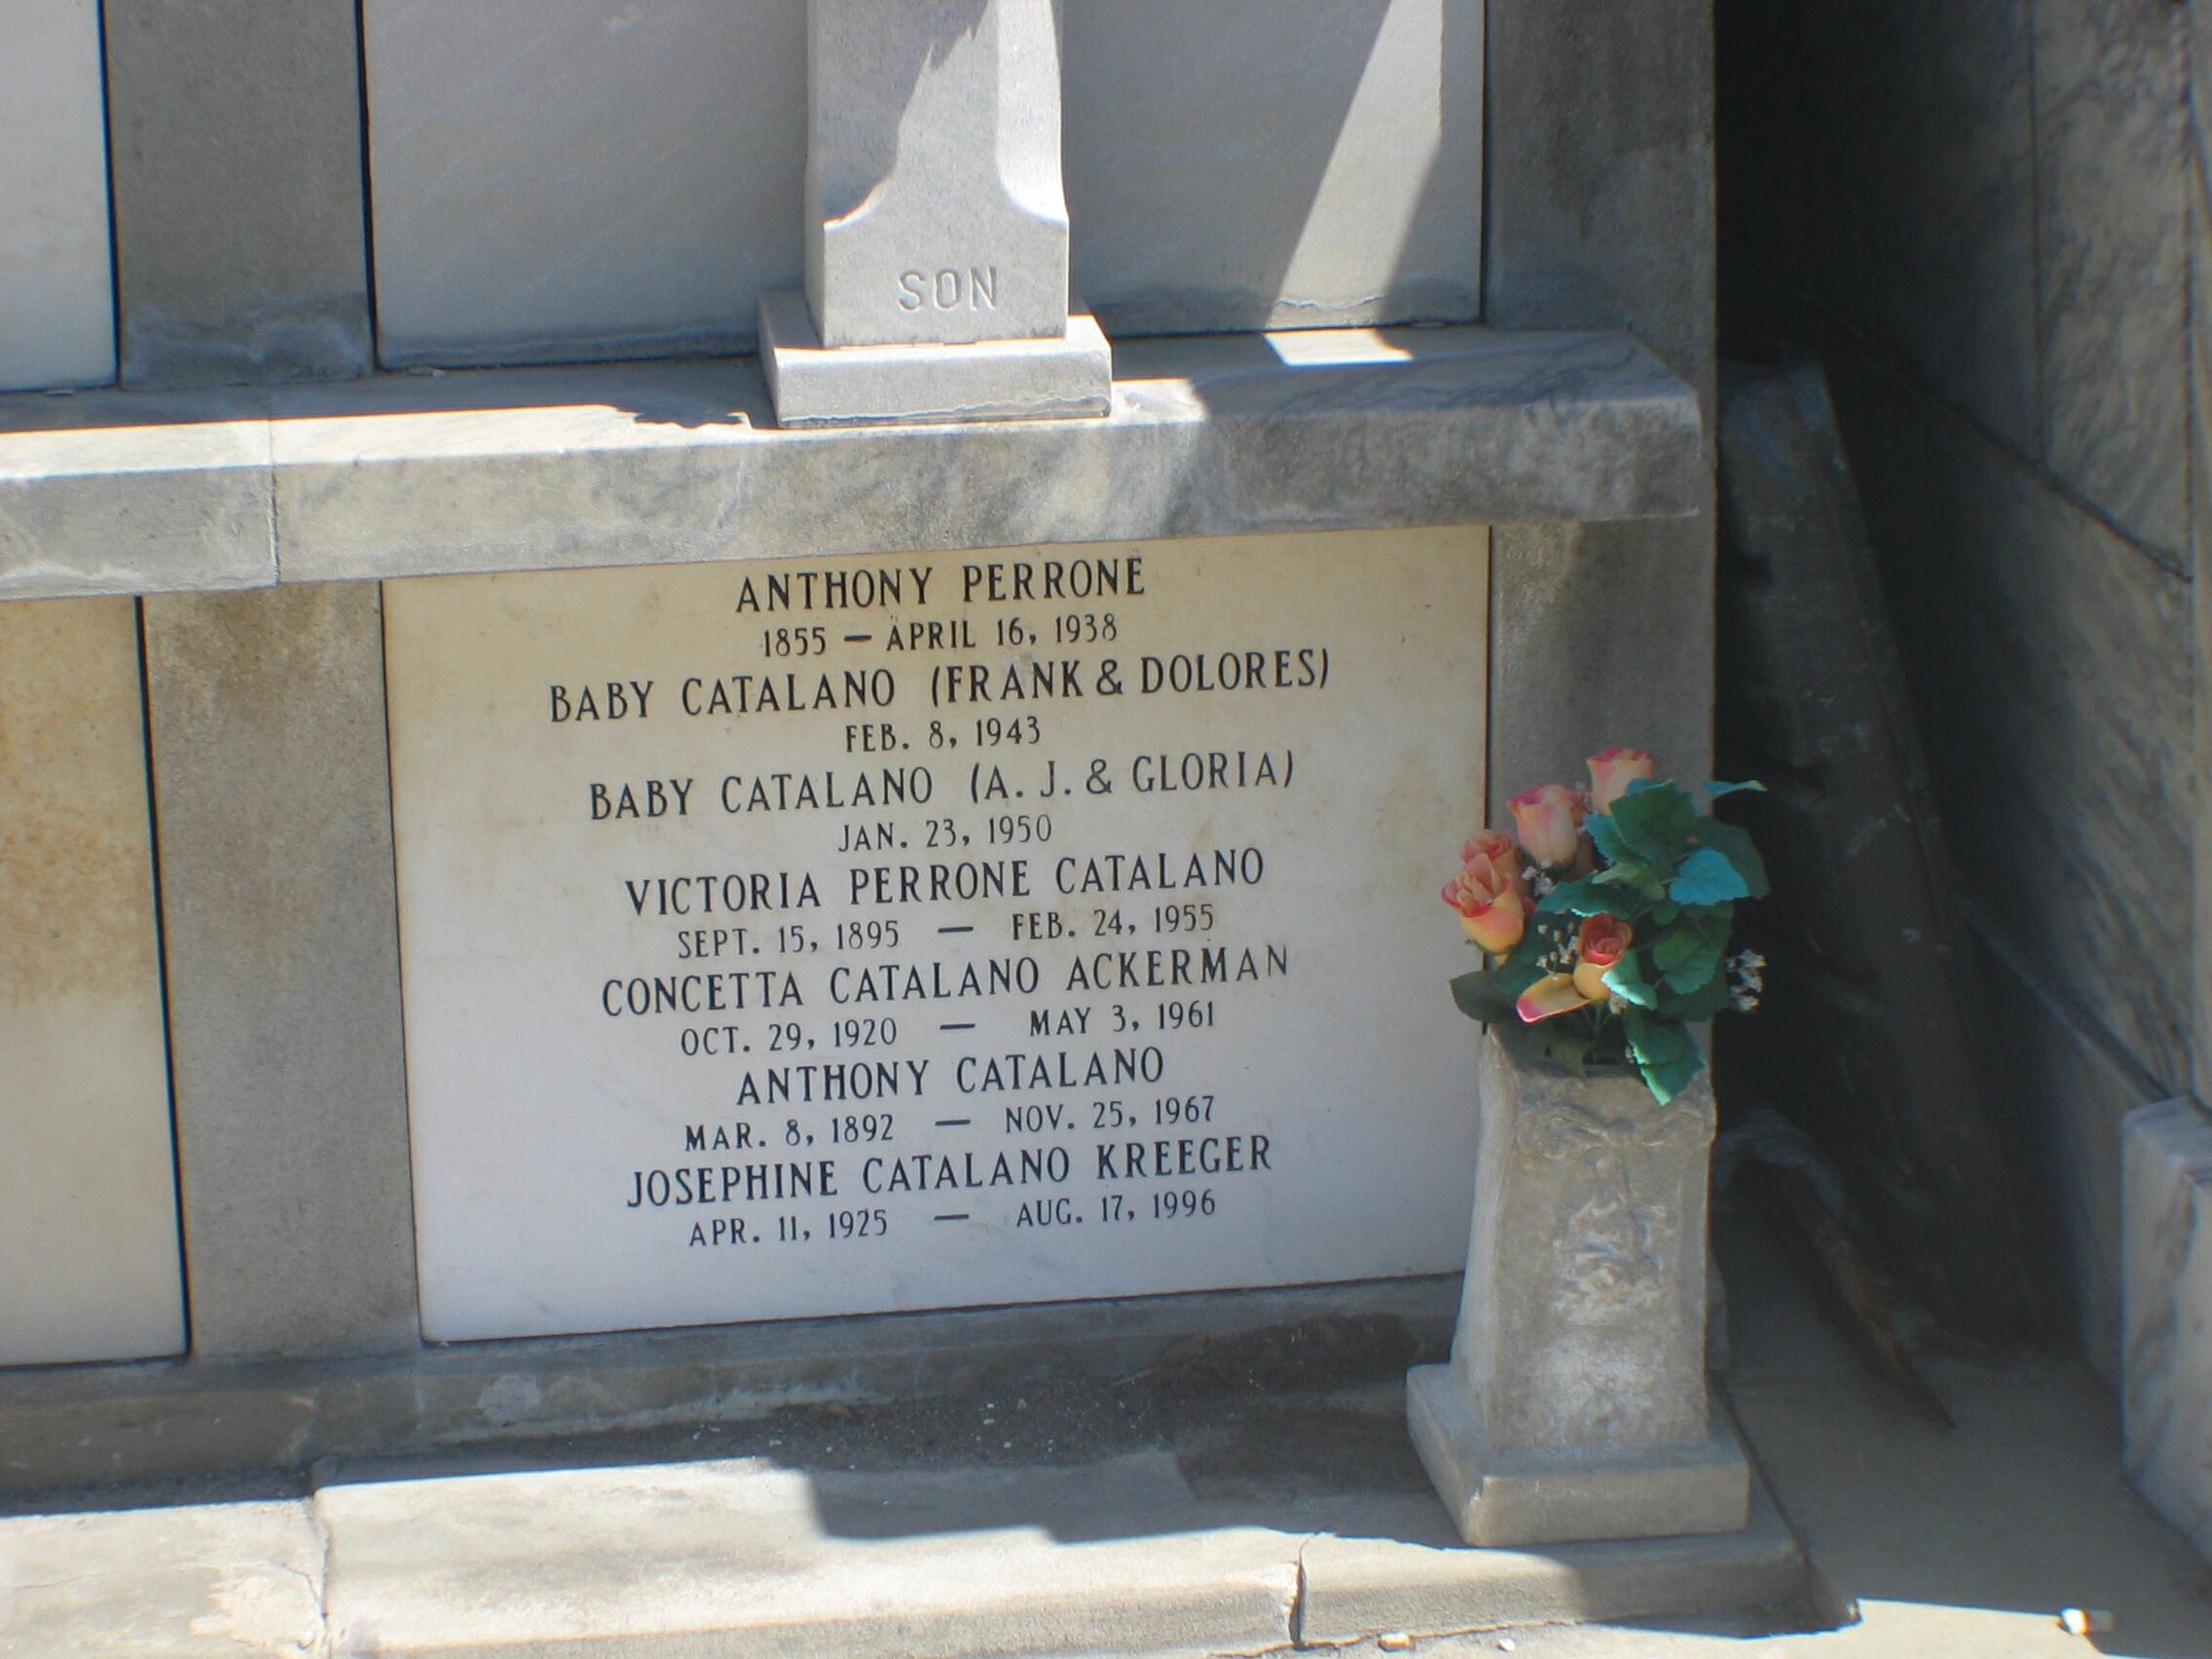 SON
ANTHONY PERRONE
1855 — APRIL 16, 1938
BABY CATALANO (FRANK & DOLORES)
FEB. 8, 1943
BABY CATALANO (A. J. & GLORIA)
JAN. 23, 1950
VICTORIA PERRONE CATALANO
SEPT. 15, 1895 — FEB. 24, 1955
CONCETTA CATALANO ACKERMAN
OCT. 29, 1920 — MAY 3, 1961
ANTHONY CATALANO
MAR. 8, 1892 — NOV. 25, 1967
JOSEPHINE CATALANO KREEGER
APR. 11, 1925 — AUG. 17, 1996